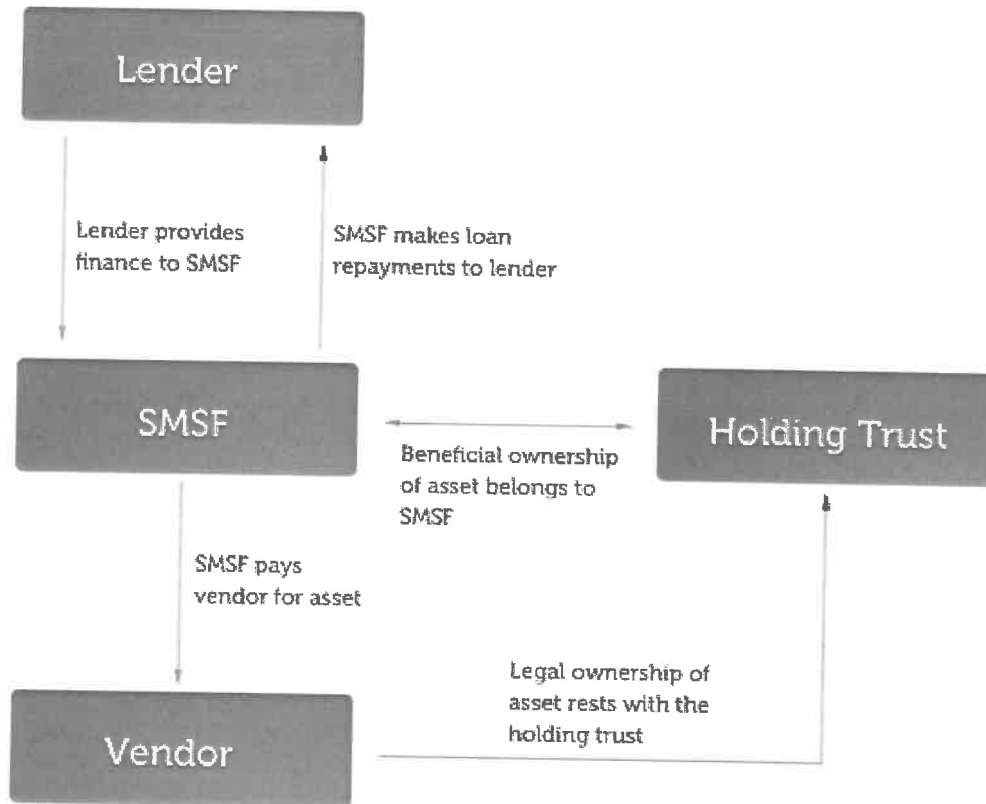 Lender
Lender provides
finance to SMSF
SMSF makes loan
repayments to lender
SMSF
Holding Trust
Beneficial ownership
of asset belongs to
SMSF
SMSF pays
vendor for asset
Legal ownership of
asset rests with the
holding trust
Vendor